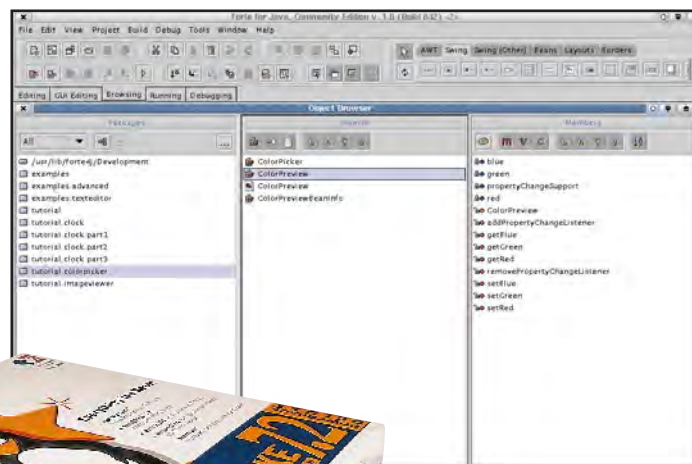 Forte for Java, Community Edition v. 1.0 (Build 842)
File Edit View Project Build Debug Tools Window Help
AWT Swing Swing (Other) Beans Layouts Borders
Editing GUI Editing Browsing Running Debugging
Object Browser
Packages
Objects
Members
All
/usr/lib/forte4j/Development
examples
examples.advanced
examples.texteditor
tutorial
tutorial.clock
tutorial.clock.part1
tutorial.clock.part2
tutorial.clock.part3
tutorial.colorpicker
tutorial.imageviewer
ColorPicker
ColorPreview
ColorPreview
ColorPreviewBeanInfo
blue
green
propertyChangeSupport
red
ColorPreview
addPropertyChangeListener
getBlue
getGreen
getRed
removePropertyChangeListener
setBlue
setGreen
setRed
7.2